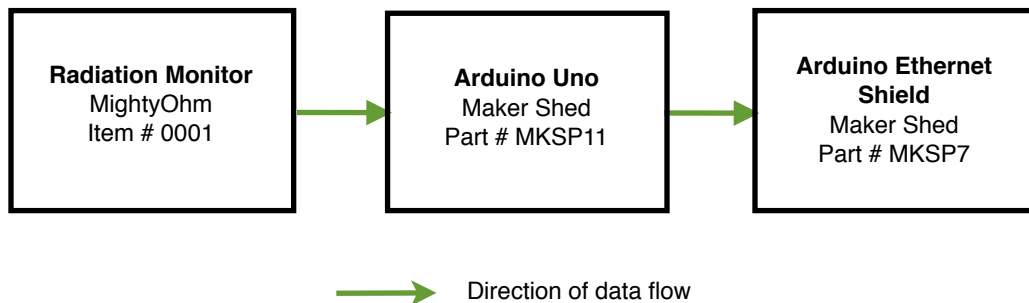 Radiation Monitor
MightyOhm
Item # 0001
Arduino Uno
Maker Shed
Part # MKSP11
Arduino Ethernet
Shield
Maker Shed
Part # MKSP7
Direction of data flow